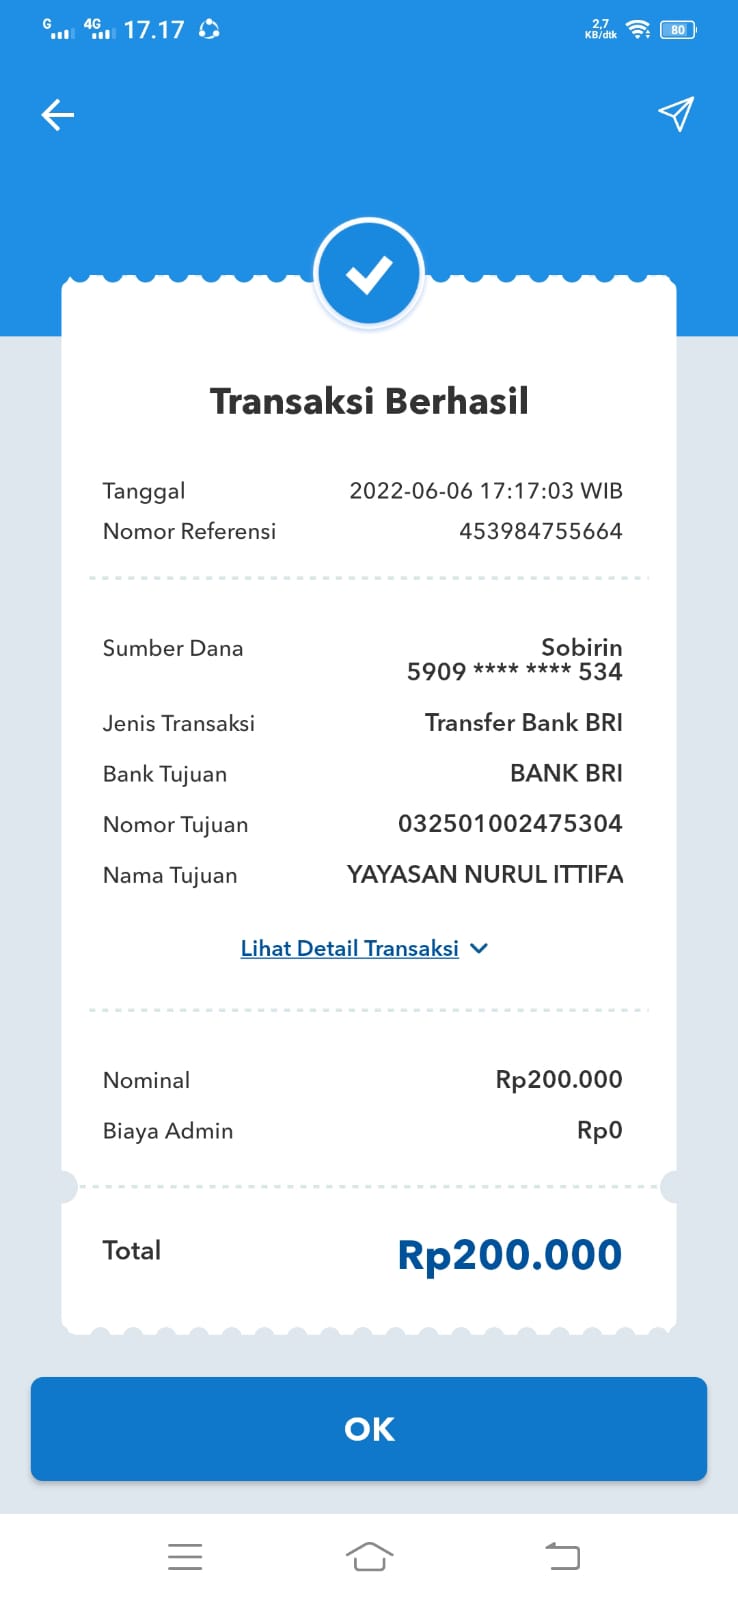 G 4G 17.17 2,7 KB/dtk 80
Transaksi Berhasil
Tanggal 2022-06-06 17:17:03 WIB
Nomor Referensi 453984755664
Sumber Dana Sobirin
5909 **** **** 534
Jenis Transaksi Transfer Bank BRI
Bank Tujuan BANK BRI
Nomor Tujuan 032501002475304
Nama Tujuan YAYASAN NURUL ITTIFA
Lihat Detail Transaksi
Nominal Rp200.000
Biaya Admin Rp0
Total Rp200.000
OK